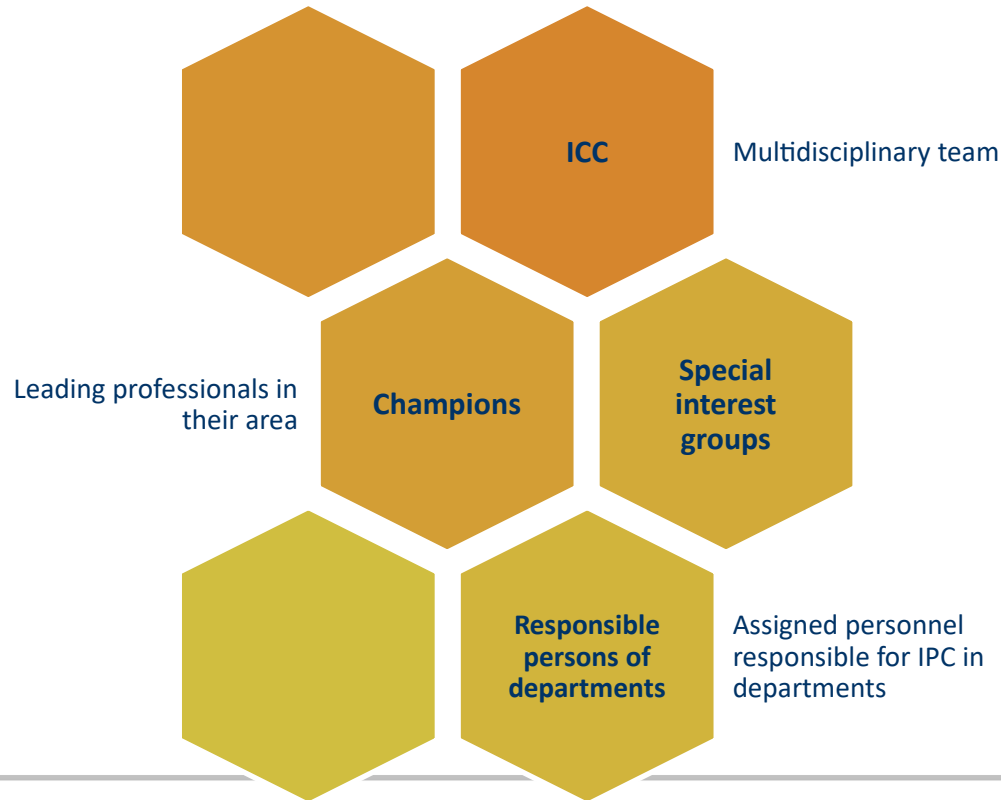 ICC
Multidisciplinary team
Leading professionals in
their area
Champions
Special
interest
groups
Responsible
persons of
departments
Assigned personnel
responsible for IPC in
departments